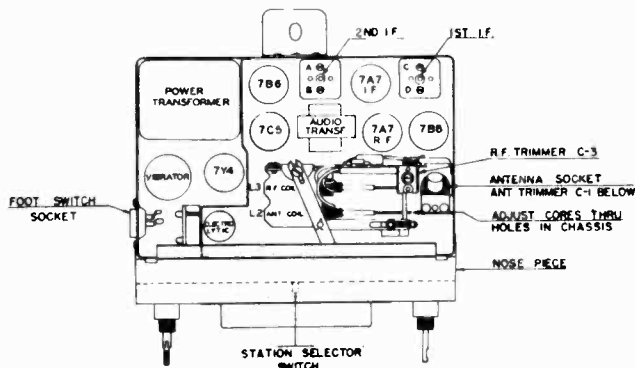 2ND I.F.
1ST I.F.
A
B
C
D
POWER
TRANSFORMER
7B6
7A7
I F
7C5
AUDIO
TRANSF
7A7
R F
7B8
VIBRATOR
7Y4
R.F. TRIMMER C-3
L3
R.F. COIL
ANTENNA SOCKET
ANT TRIMMER C-1 BELOW
FOOT SWITCH
SOCKET
L2
ANT COIL
ELECTRO
LYTIC
ADJUST CORES THRU
HOLES IN CHASSIS
NOSE PIECE
STATION SELECTOR
SWITCH